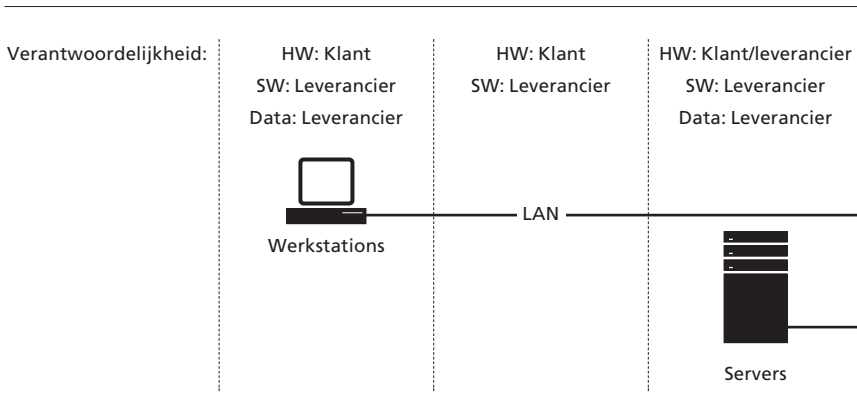 Verantwoordelijkheid:
HW: Klant
SW: Leverancier
Data: Leverancier
HW: Klant
SW: Leverancier
HW: Klant/leverancier
SW: Leverancier
Data: Leverancier
LAN
Werkstations
Servers